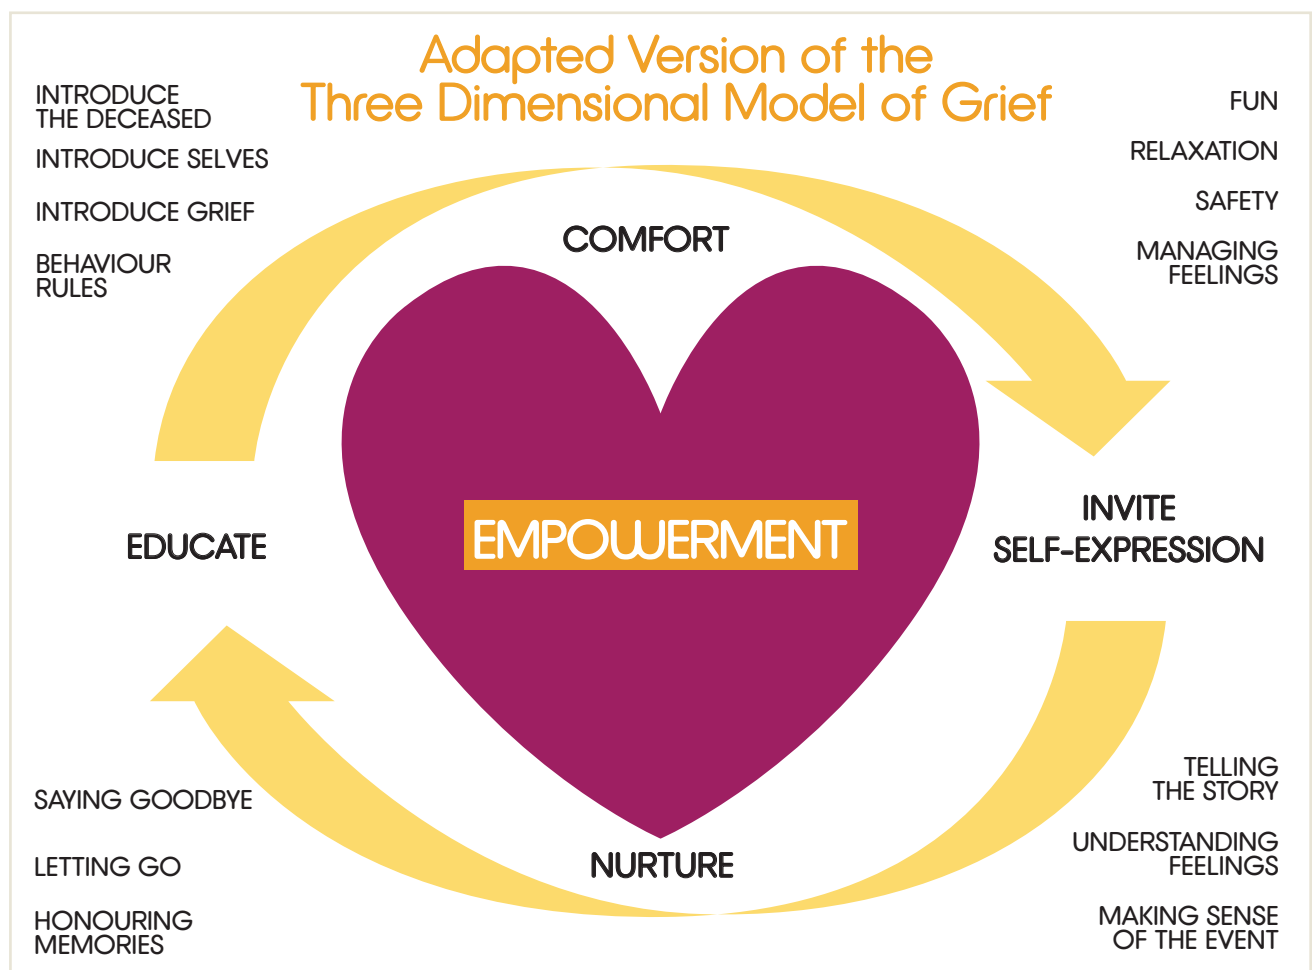 Adapted Version of the
Three Dimensional Model of Grief
INTRODUCE
THE DECEASED
INTRODUCE SELVES
INTRODUCE GRIEF
BEHAVIOUR
RULES
FUN
RELAXATION
SAFETY
MANAGING
FEELINGS
COMFORT
EDUCATE
EMPOWERMENT
INVITE
SELF-EXPRESSION
NURTURE
SAYING GOODBYE
LETTING GO
HONOURING
MEMORIES
TELLING
THE STORY
UNDERSTANDING
FEELINGS
MAKING SENSE
OF THE EVENT